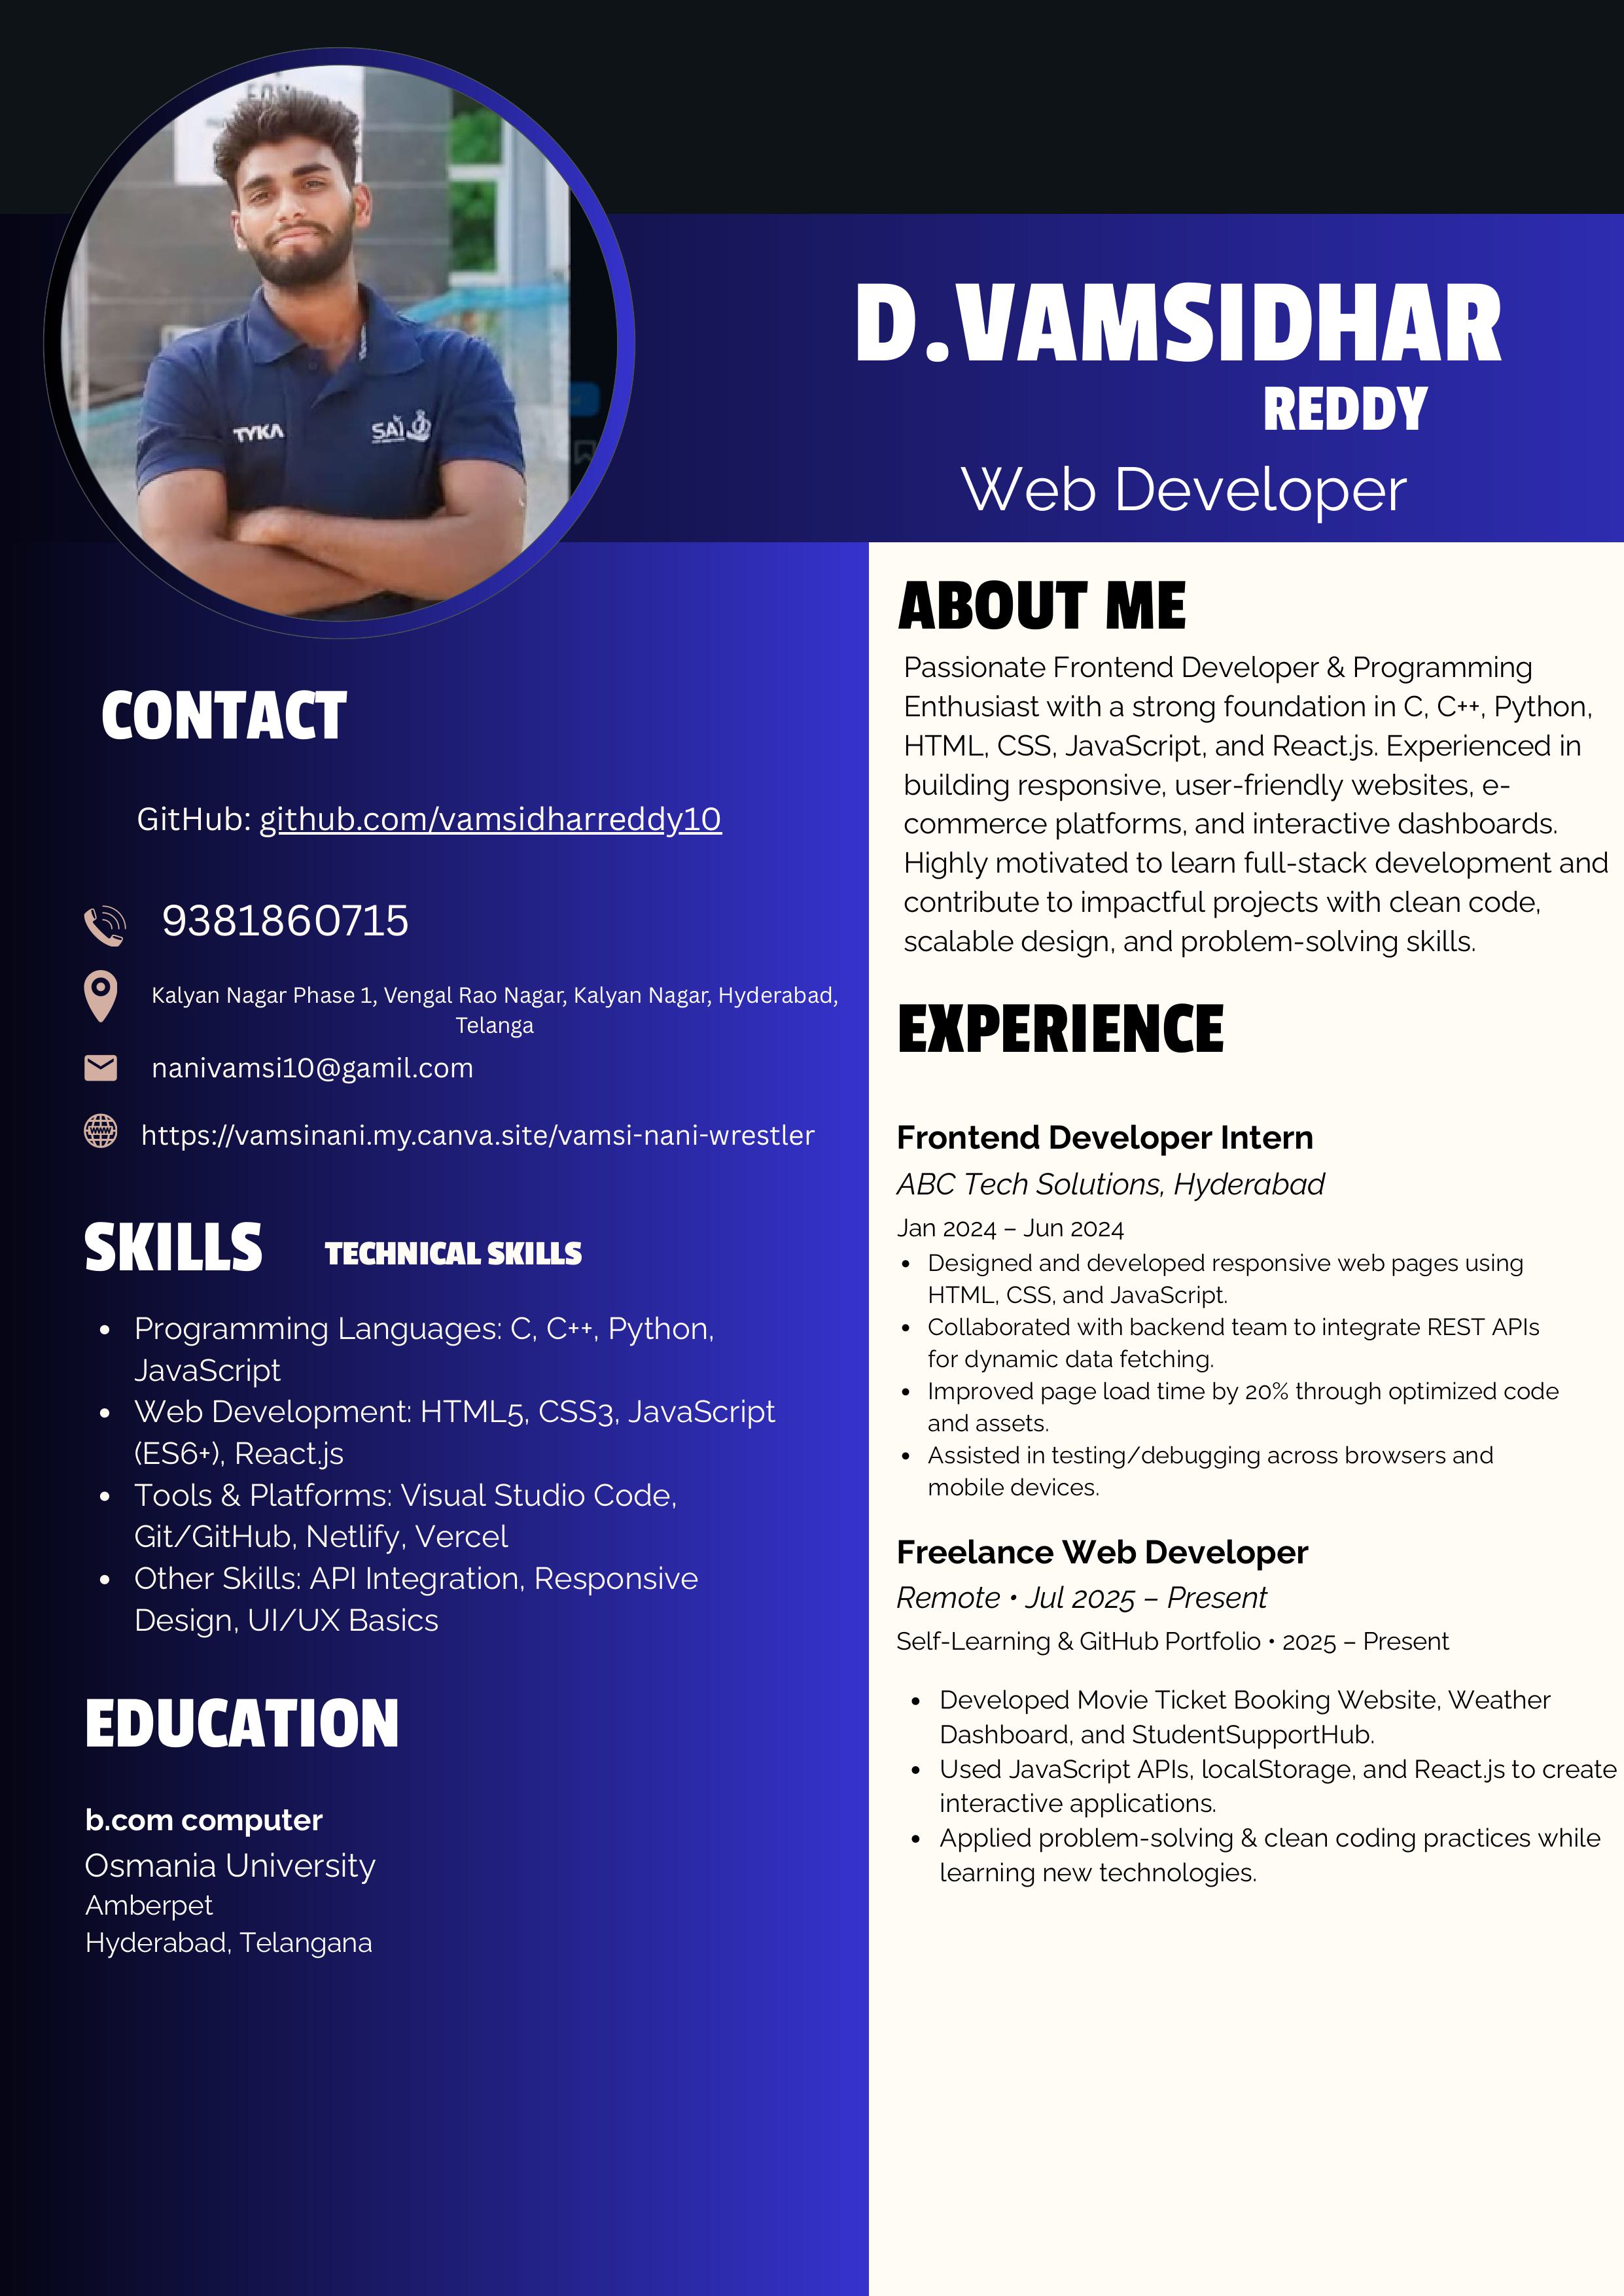 TYKA
SAI
D.VAMSIDHAR
REDDY
Web Developer
CONTACT
GitHub: github.com/vamsidharreddy10
9381860715
Kalyan Nagar Phase 1, Vengal Rao Nagar, Kalyan Nagar, Hyderabad,
Telanga
nanivamsi10@gamil.com
https://vamsinani.my.canva.site/vamsi-nani-wrestler
SKILLS TECHNICAL SKILLS
• Programming Languages: C, C++, Python,
JavaScript
• Web Development: HTML5, CSS3, JavaScript
(ES6+), React.js
• Tools & Platforms: Visual Studio Code,
Git/GitHub, Netlify, Vercel
• Other Skills: API Integration, Responsive
Design, UI/UX Basics
EDUCATION
b.com computer
Osmania University
Amberpet
Hyderabad, Telangana
ABOUT ME
Passionate Frontend Developer & Programming
Enthusiast with a strong foundation in C, C++, Python,
HTML, CSS, JavaScript, and React.js. Experienced in
building responsive, user-friendly websites, e-
commerce platforms, and interactive dashboards.
Highly motivated to learn full-stack development and
contribute to impactful projects with clean code,
scalable design, and problem-solving skills.
EXPERIENCE
Frontend Developer Intern
ABC Tech Solutions, Hyderabad
Jan 2024 – Jun 2024
• Designed and developed responsive web pages using
HTML, CSS, and JavaScript.
• Collaborated with backend team to integrate REST APIs
for dynamic data fetching.
• Improved page load time by 20% through optimized code
and assets.
• Assisted in testing/debugging across browsers and
mobile devices.
Freelance Web Developer
Remote • Jul 2025 – Present
Self-Learning & GitHub Portfolio • 2025 – Present
• Developed Movie Ticket Booking Website, Weather
Dashboard, and StudentSupportHub.
• Used JavaScript APIs, localStorage, and React.js to create
interactive applications.
• Applied problem-solving & clean coding practices while
learning new technologies.